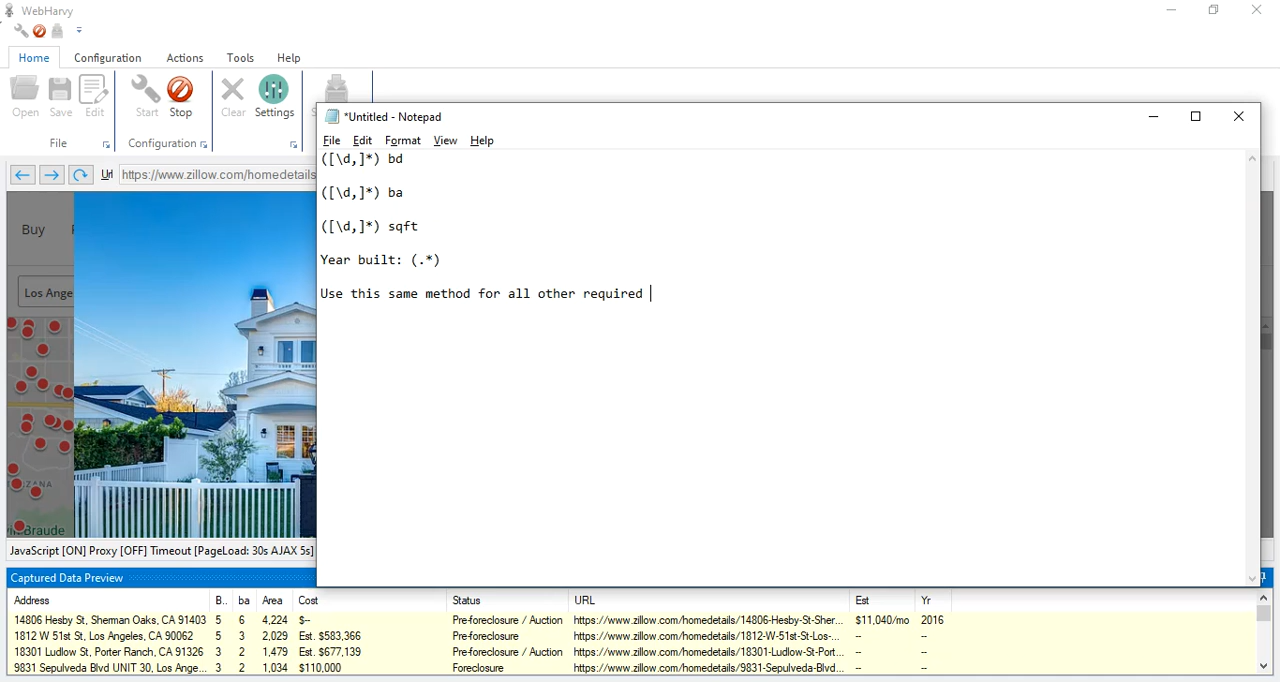 WebHarvy
Home Configuration Actions Tools Help
Open Save Edit Start Stop Clear Settings
File Configuration
*Untitled - Notepad
File Edit Format View Help
([\d,]*) bd
([\d,]*) ba
([\d,]*) sqft
Year built: (.*)
Use this same method for all other required
Url https://www.zillow.com/homedetails
Buy
Los Ange
JavaScript [ON] Proxy [OFF] Timeout [PageLoad: 30s AJAX 5s]
Captured Data Preview
Address B.. ba Area Cost Status URL Est Yr
14806 Hesby St, Sherman Oaks, CA 91403 5 6 4,224 $-- Pre-foreclosure / Auction https://www.zillow.com/homedetails/14806-Hesby-St-Sher... $11,040/mo 2016
1812 W 51st St, Los Angeles, CA 90062 5 3 2,029 Est. $583,366 Pre-foreclosure https://www.zillow.com/homedetails/1812-W-51st-St-Los-... -- --
18301 Ludlow St, Porter Ranch, CA 91326 3 2 1,479 Est. $677,139 Pre-foreclosure / Auction https://www.zillow.com/homedetails/18301-Ludlow-St-Port... -- --
9831 Sepulveda Blvd UNIT 30, Los Ange... 3 2 1,034 $110,000 Foreclosure https://www.zillow.com/homedetails/9831-Sepulveda-Blvd... -- --